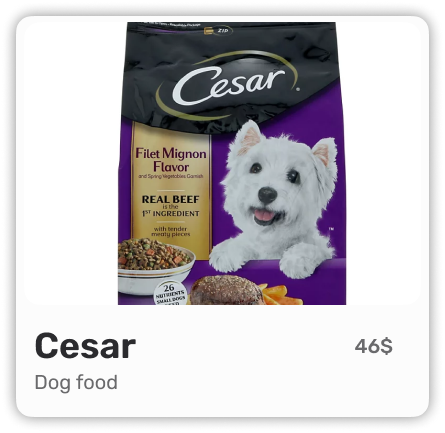 ZIP
Cesar
Filet Mignon
Flavor
and Spring Vegetables Garnish
REAL BEEF
is the
1ST INGREDIENT
with tender
meaty pieces
26
NUTRIENTS
SMALL DOGS
Cesar
46$
Dog food